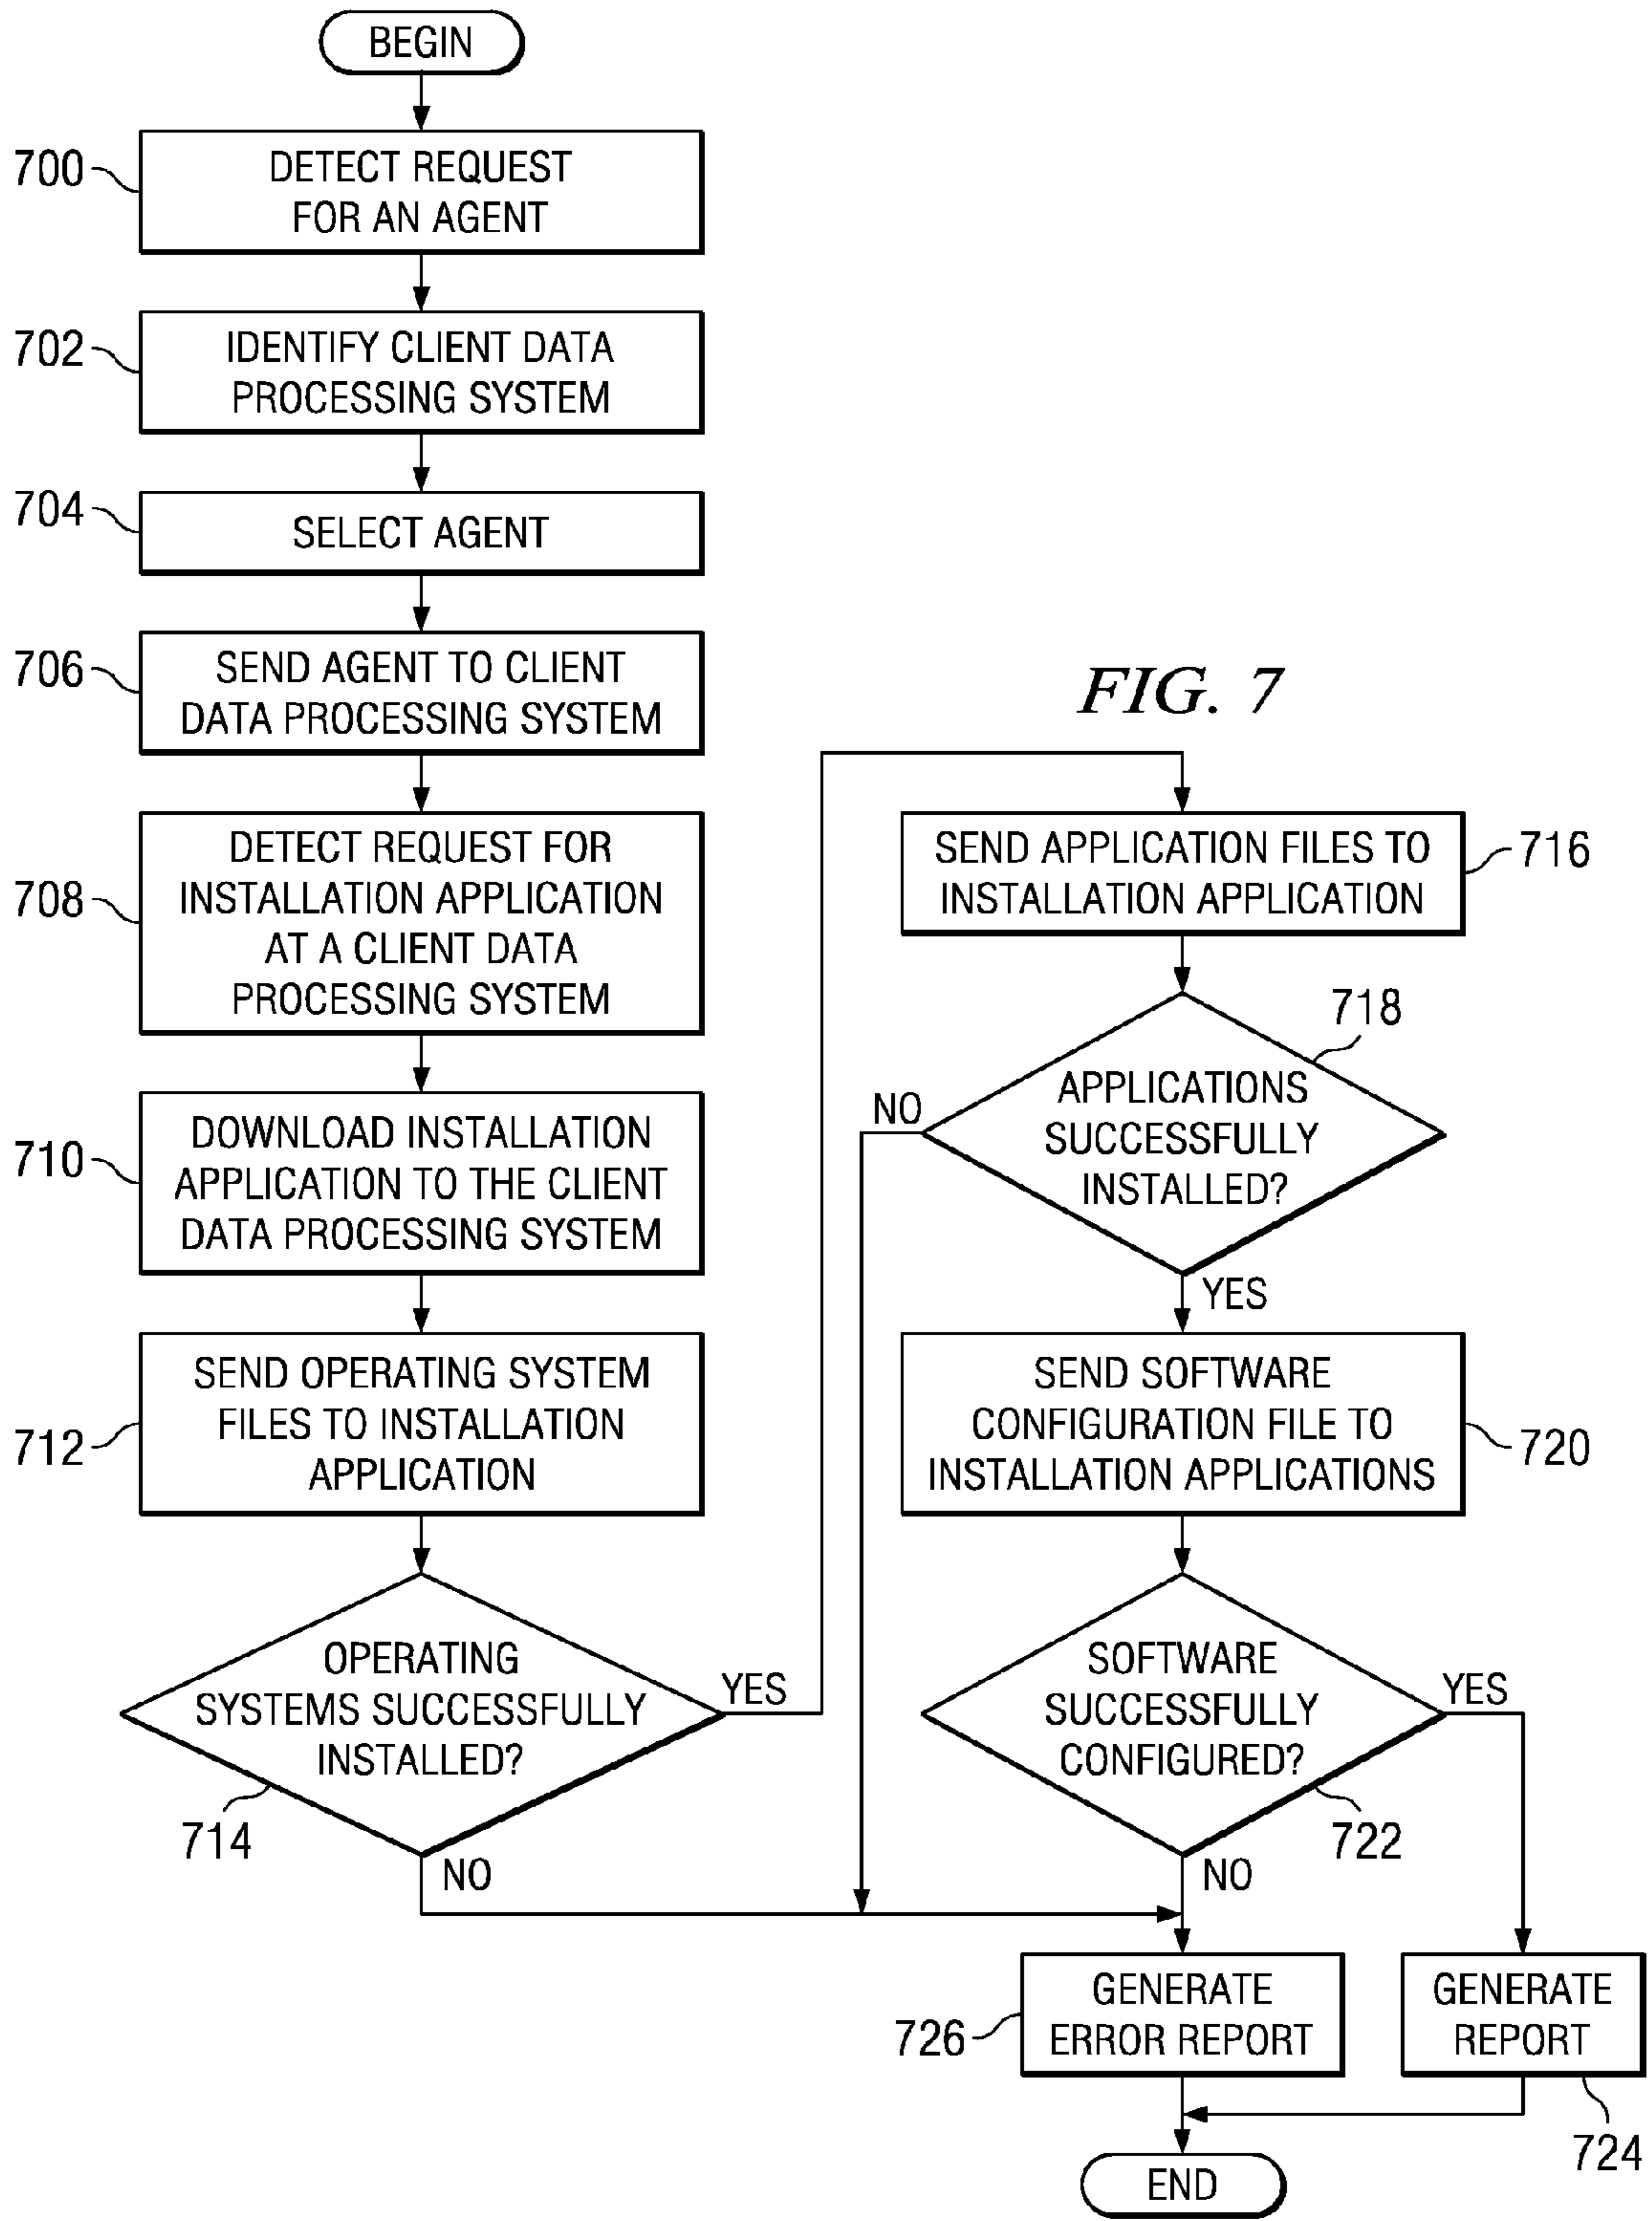 BEGIN
700
DETECT REQUEST
FOR AN AGENT
702
IDENTIFY CLIENT DATA
PROCESSING SYSTEM
704
SELECT AGENT
706
SEND AGENT TO CLIENT
DATA PROCESSING SYSTEM
708
DETECT REQUEST FOR
INSTALLATION APPLICATION
AT A CLIENT DATA
PROCESSING SYSTEM
710
DOWNLOAD INSTALLATION
APPLICATION TO THE CLIENT
DATA PROCESSING SYSTEM
712
SEND OPERATING SYSTEM
FILES TO INSTALLATION
APPLICATION
OPERATING
SYSTEMS SUCCESSFULLY
INSTALLED?
714
YES
NO
FIG. 7
SEND APPLICATION FILES TO
INSTALLATION APPLICATION
716
718
APPLICATIONS
SUCCESSFULLY
INSTALLED?
NO
YES
SEND SOFTWARE
CONFIGURATION FILE TO
INSTALLATION APPLICATIONS
720
SOFTWARE
SUCCESSFULLY
CONFIGURED?
YES
722
NO
GENERATE
ERROR REPORT
726
GENERATE
REPORT
724
END